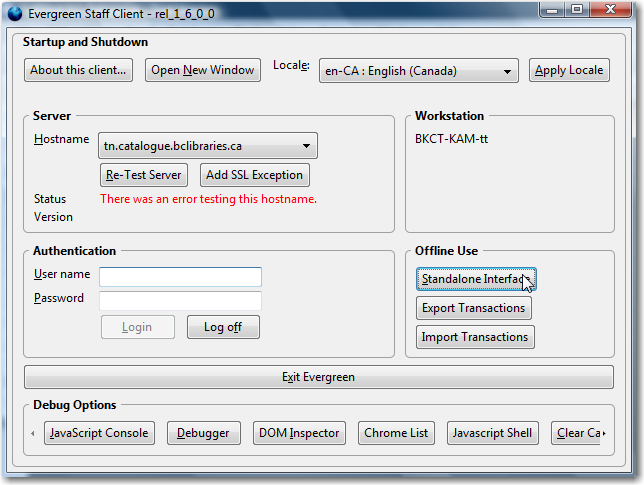 Evergreen Staff Client - rel_1_6_0_0
Startup and Shutdown
About this client... Open New Window Locale: en-CA : English (Canada) Apply Locale
Server
Hostname tn.catalogue.bclibraries.ca
Re-Test Server Add SSL Exception
Status There was an error testing this hostname.
Version
Workstation
BKCT-KAM-tt
Authentication
User name
Password
Login Log off
Offline Use
Standalone Interface
Export Transactions
Import Transactions
Exit Evergreen
Debug Options
JavaScript Console Debugger DOM Inspector Chrome List Javascript Shell Clear Ca